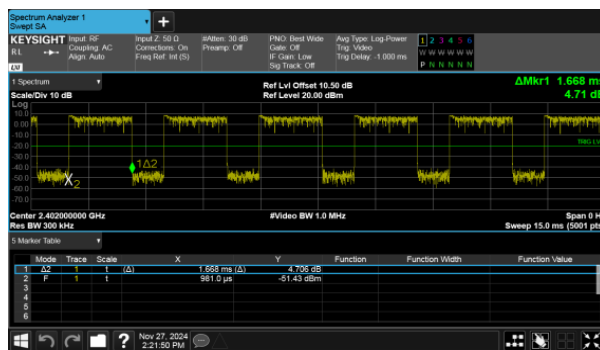 Spectrum Analyzer 1
Swept SA
+
KEYSIGHT Input: RF Input Z: 50 Ω #Atten: 30 dB PNO: Best Wide Avg Type: Log-Power 1 2 3 4 5 6
RL Coupling: AC Corrections: On Preamp: Off Gate: Off Trig: Video W W W W W W
Align: Auto Freq Ref: Int (S) IF Gain: Low Trig Delay: -1.000 ms P N N N N N
Sig Track: Off
LXI
1 Spectrum Ref Lvl Offset 10.50 dB ΔMkr1 1.668 ms
Scale/Div 10 dB Ref Level 20.00 dBm 4.71 dB
Log
10.0
0.00
-10.0
-20.0 TRIG LVL
-30.0
-40.0 1Δ2
-50.0 X2
-60.0
-70.0
Center 2.402000000 GHz #Video BW 1.0 MHz Span 0 Hz
Res BW 300 kHz Sweep 15.0 ms (5001 pts)
5 Marker Table
Mode Trace Scale X Y Function Function Width Function Value
1 Δ2 1 t (Δ) 1.668 ms (Δ) 4.706 dB
2 F 1 t 981.0 µs -51.43 dBm
3
4
5
6
? Nov 27, 2024
2:21:50 PM